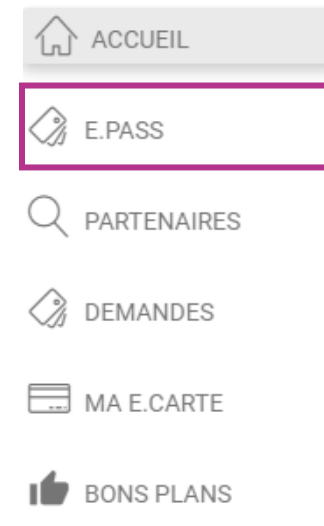 ACCUEIL
E.PASS
PARTENAIRES
DEMANDES
MA E.CARTE
BONS PLANS